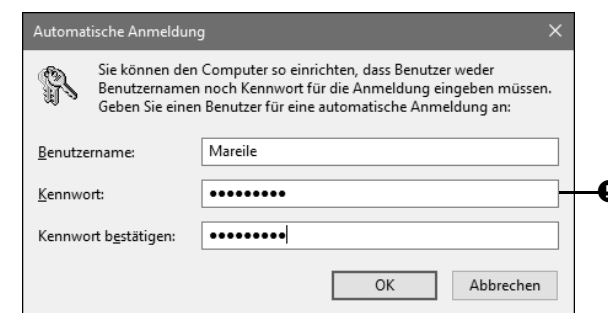 Automatische Anmeldung
Sie können den Computer so einrichten, dass Benutzer weder
Benutzernamen noch Kennwort für die Anmeldung eingeben müssen.
Geben Sie einen Benutzer für eine automatische Anmeldung an:
Benutzername: Mareile
Kennwort: ●●●●●●●●●
Kennwort bestätigen: ●●●●●●●●●
OK Abbrechen